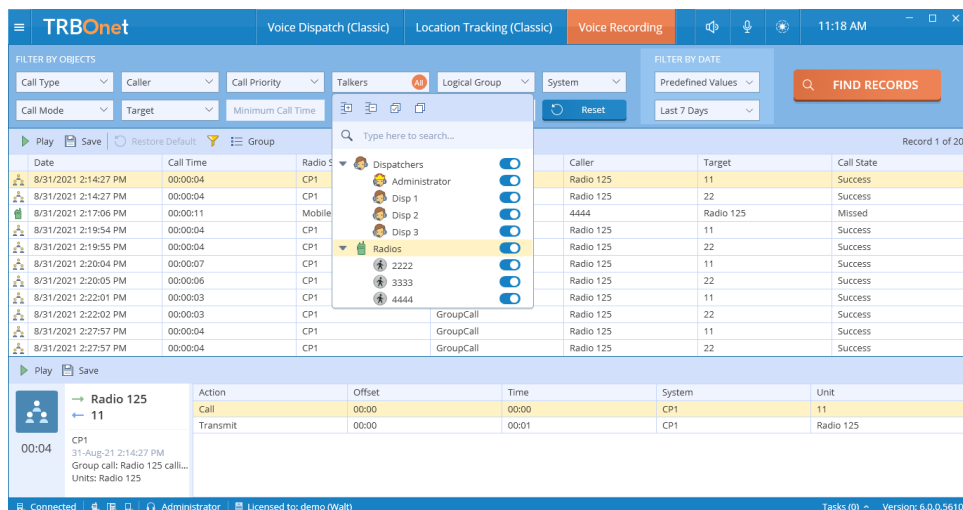 TRBOnet
Voice Dispatch (Classic) Location Tracking (Classic) Voice Recording 11:18 AM
FILTER BY OBJECTS FILTER BY DATE
Call Type Caller Call Priority Talkers All Logical Group System Predefined Values FIND RECORDS
Call Mode Target Minimum Call Time Reset Last 7 Days
Play Save Restore Default Group Record 1 of 20
Type here to search...
Date Call Time Radio S Caller Target Call State
8/31/2021 2:14:27 PM 00:00:04 CP1 Radio 125 11 Success
8/31/2021 2:14:27 PM 00:00:04 CP1 Radio 125 22 Success
8/31/2021 2:17:06 PM 00:00:11 Mobile 4444 Radio 125 Missed
8/31/2021 2:19:54 PM 00:00:04 CP1 Radio 125 11 Success
8/31/2021 2:19:55 PM 00:00:04 CP1 Radio 125 22 Success
8/31/2021 2:20:04 PM 00:00:07 CP1 Radio 125 11 Success
8/31/2021 2:20:05 PM 00:00:06 CP1 Radio 125 22 Success
8/31/2021 2:22:01 PM 00:00:03 CP1 Radio 125 11 Success
8/31/2021 2:22:02 PM 00:00:03 CP1 GroupCall Radio 125 22 Success
8/31/2021 2:27:57 PM 00:00:04 CP1 GroupCall Radio 125 11 Success
8/31/2021 2:27:57 PM 00:00:04 CP1 GroupCall Radio 125 22 Success
Dispatchers
Administrator
Disp 1
Disp 2
Disp 3
Radios
2222
3333
4444
Play Save
Radio 125
11
00:04
CP1
31-Aug-21 2:14:27 PM
Group call: Radio 125 calli...
Units: Radio 125
Action Offset Time System Unit
Call 00:00 00:00 CP1 11
Transmit 00:00 00:01 CP1 Radio 125
Connected Administrator Licensed to: demo (Walt) Tasks (0) Version: 6.0.0.5610